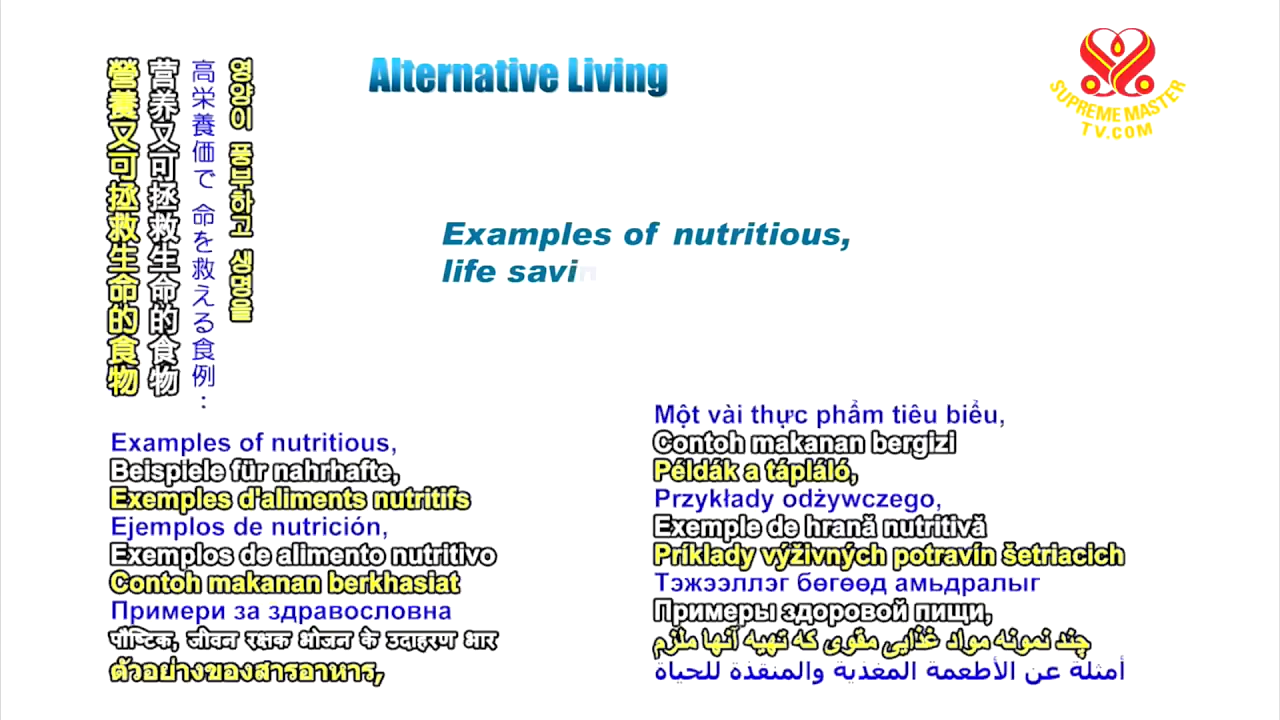 營養又可拯救生命的食物
营养又可拯救生命的食物
高栄養価で 命を救える食例:
영양이 풍부하고 생명을
Alternative Living
SUPREME MASTER
TV.COM
Examples of nutritious,
life savin
Examples of nutritious,
Beispiele für nahrhafte,
Exemples d'aliments nutritifs
Ejemplos de nutrición,
Exemplos de alimento nutritivo
Contoh makanan berkhasiat
Примери за здравословна
पौष्टिक, जीवन रक्षक भोजन के उदाहरण भार
ตัวอย่างของสารอาหาร,
Một vài thực phẩm tiêu biểu,
Contoh makanan bergizi
Példák a tápláló,
Przykłady odżywczego,
Exemple de hrană nutritivă
Príklady výživných potravín šetriacich
Тэжээллэг бөгөөд амьдралыг
Примеры здоровой пищи,
چند نمونه مواد غذایی مقوی که تهیه آنها ملزم
أمثلة عن الأطعمة المغذية والمنقذة للحياة